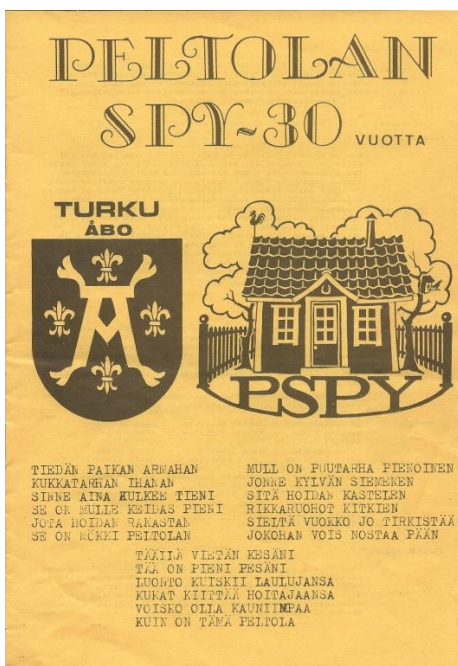 PELTOLAN
SPY-30 VUOTTA
TURKU
ÅBO
A
PSPY
TIEDÄN PAIKAN ARMAHAN
KUKKATARHAN IHANAN
SINNE AINA KULKEE TIENI
SE ON MULLE KEIDAS PIENI
JOTA HOIDAN RAKASTAN
SE ON MÖKKI PELTOLAN
MULL ON PUUTARHA PIENOINEN
JONNE KYLVÄN SIEMENEN
SITÄ HOIDAN KASTELEN
RIKKARUOHOT KITKIEN
SIELTÄ VUOKKO JO TIRKISTÄÄ
JOKOHAN VOIS NOSTAA PÄÄN
TÄÄLLÄ VIETÄN KESÄNI
TÄÄ ON PIENI PESÄNI
LUONTO KUISKII LAULUJANSA
KUKAT KIITTÄÄ HOITAJAANSA
VOISKO OLLA KAUNIIMPAA
KUIN ON TÄMÄ PELTOLA